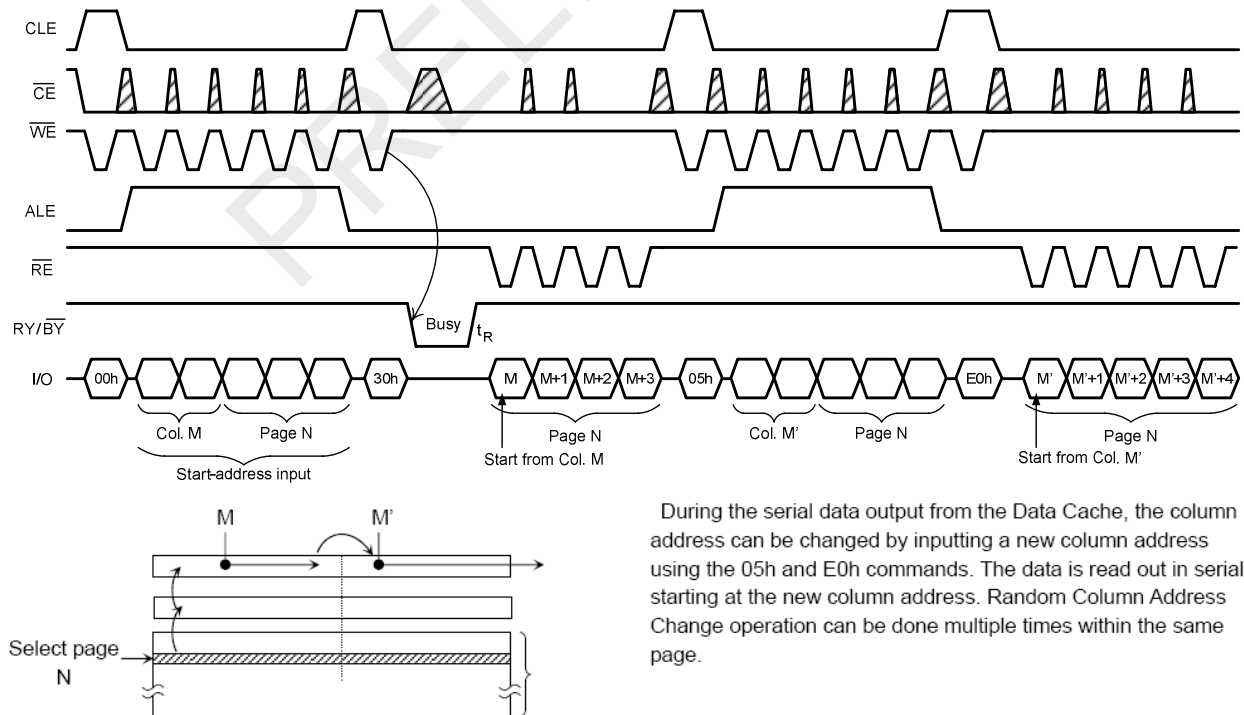 PREL
CLE
CE
WE
ALE
RE
RY/BY
Busy
tR
I/O
00h
30h
M
M+1
M+2
M+3
05h
E0h
M'
M'+1
M'+2
M'+3
M'+4
Col. M
Page N
Start-address input
Page N
Start from Col. M
Col. M'
Page N
Page N
Start from Col. M'
M
M'
Select page
N
During the serial data output from the Data Cache, the column
address can be changed by inputting a new column address
using the 05h and E0h commands. The data is read out in serial
starting at the new column address. Random Column Address
Change operation can be done multiple times within the same
page.